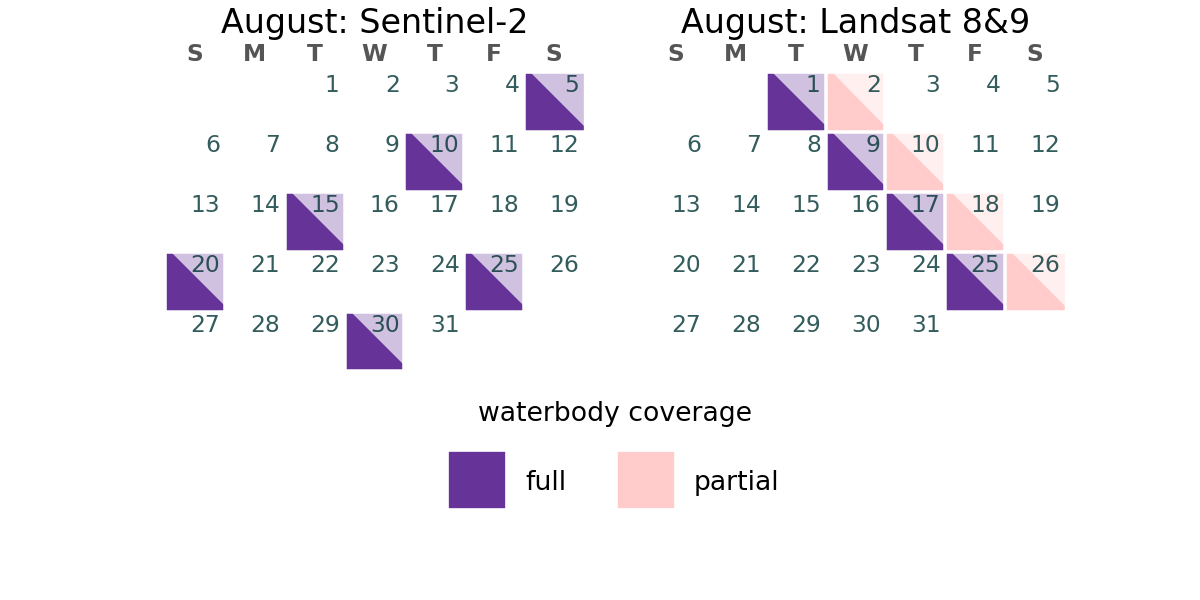 August: Sentinel-2
S M T W T F S
1 2 3 4 5
6 7 8 9 10 11 12
13 14 15 16 17 18 19
20 21 22 23 24 25 26
27 28 29 30 31
August: Landsat 8&9
S M T W T F S
1 2 3 4 5
6 7 8 9 10 11 12
13 14 15 16 17 18 19
20 21 22 23 24 25 26
27 28 29 30 31
waterbody coverage
full
partial